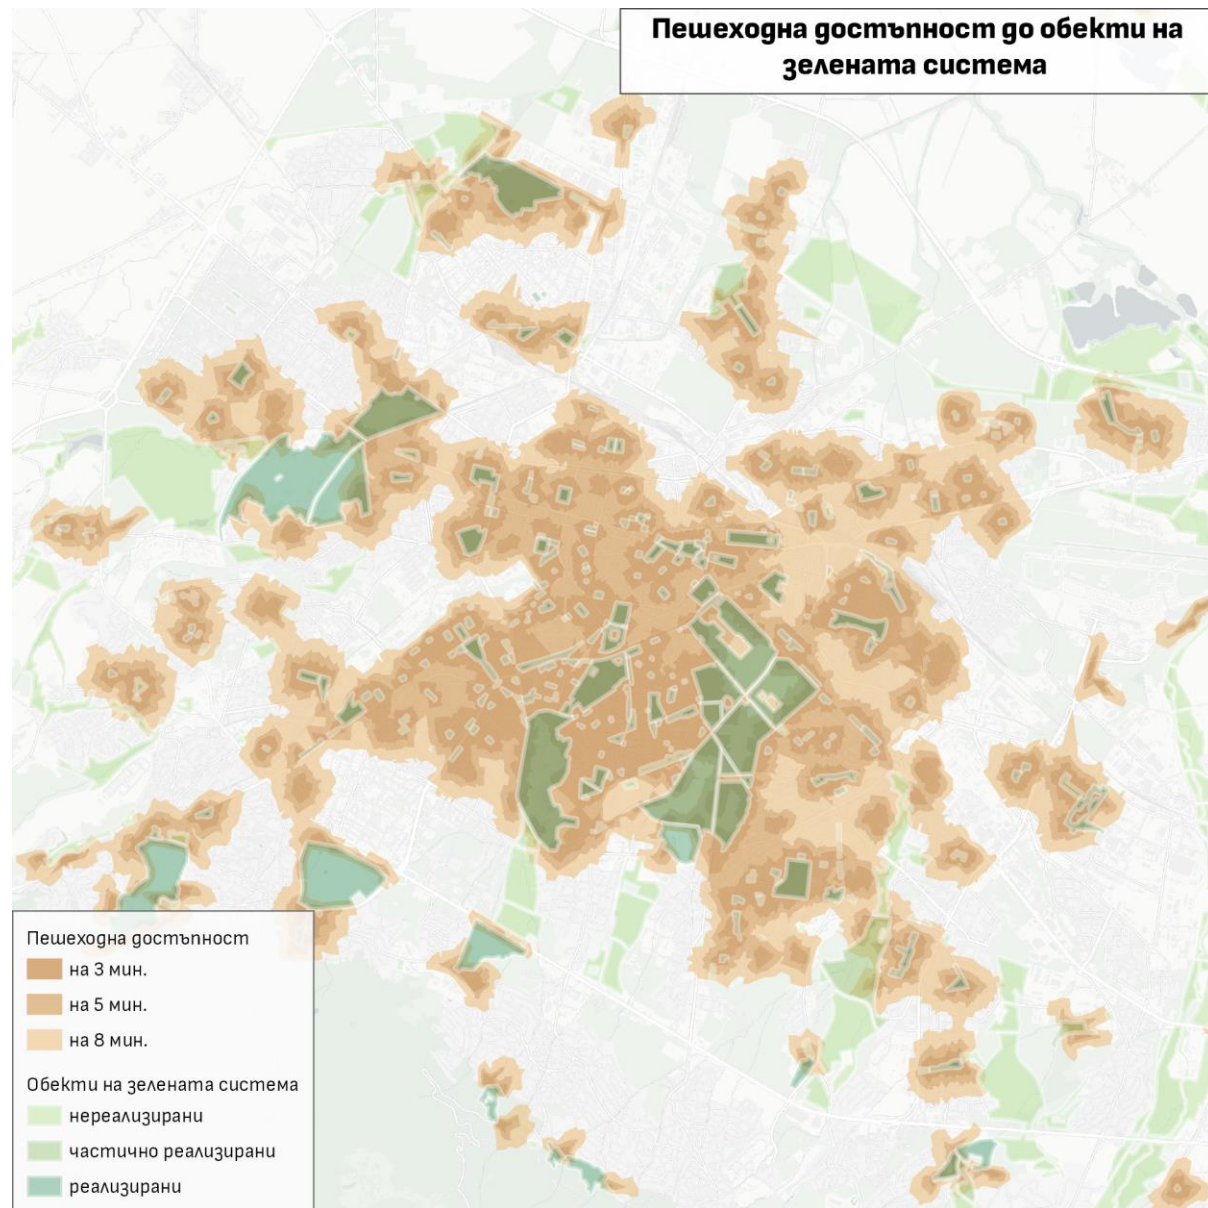 Пешеходна достъпност до обекти на
зелената система
Пешеходна достъпност
на 3 мин.
на 5 мин.
на 8 мин.
Обекти на зелената система
нереализирани
частично реализирани
реализирани